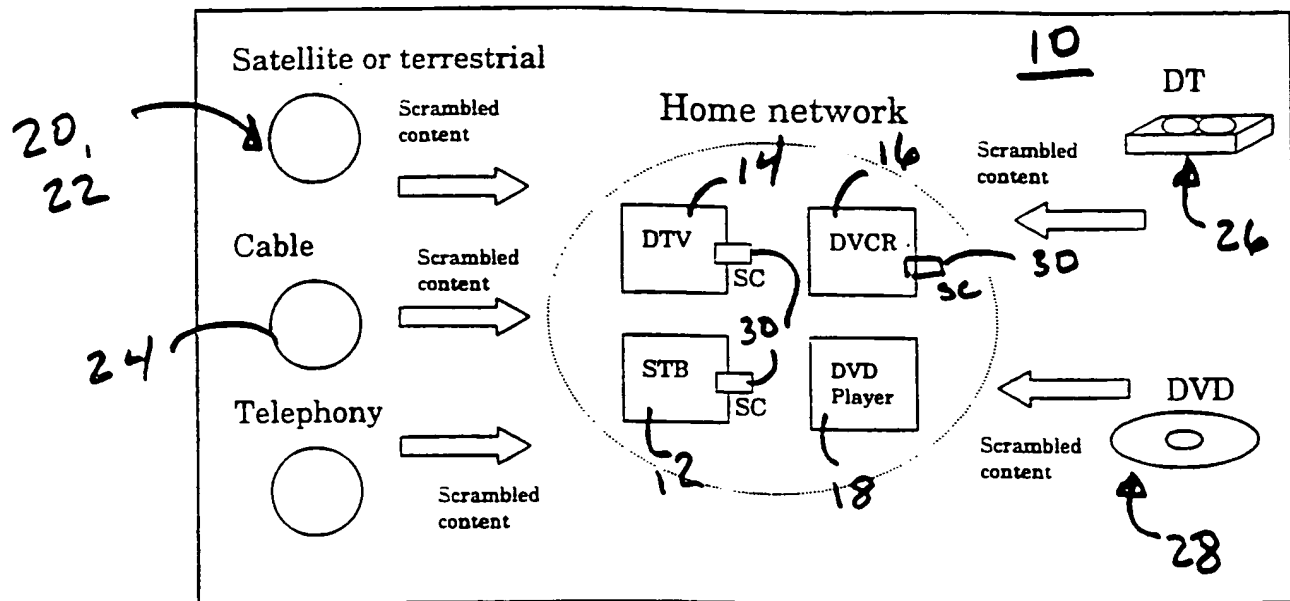 Satellite or terrestrial
20,
22
Scrambled
content
Cable
24
Scrambled
content
Telephony
Scrambled
content
Home network
10
14
16
DTV
SC
DVCR
SC
30
30
STB
SC
DVD
Player
12
18
DT
Scrambled
content
26
DVD
Scrambled
content
28